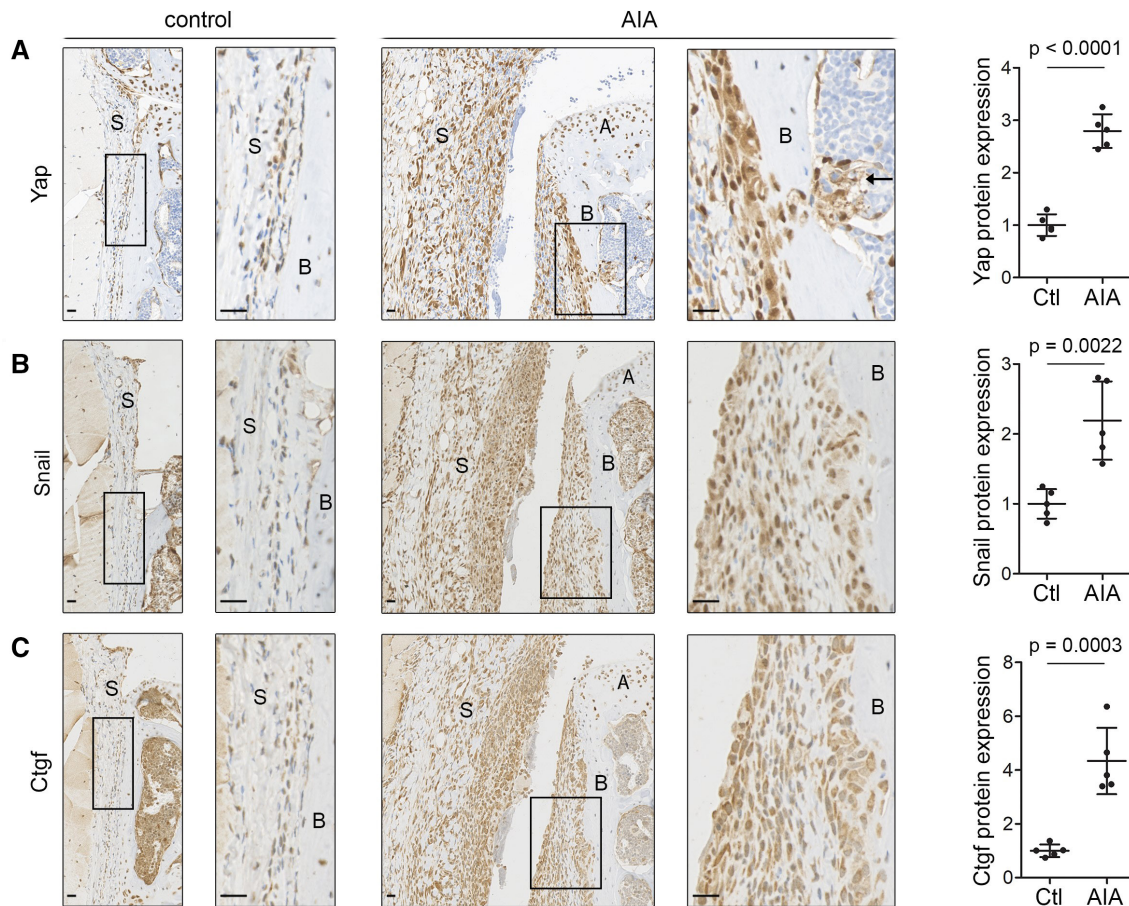 control
AIA
A
Yap
S
S
B
S
A
B
B
p < 0.0001
Yap protein expression
4
3
2
1
0
Ctl
AIA
B
Snail
S
S
B
S
A
B
B
p = 0.0022
Snail protein expression
3
2
1
0
Ctl
AIA
C
Ctgf
S
S
B
S
A
B
B
p = 0.0003
Ctgf protein expression
8
6
4
2
0
Ctl
AIA